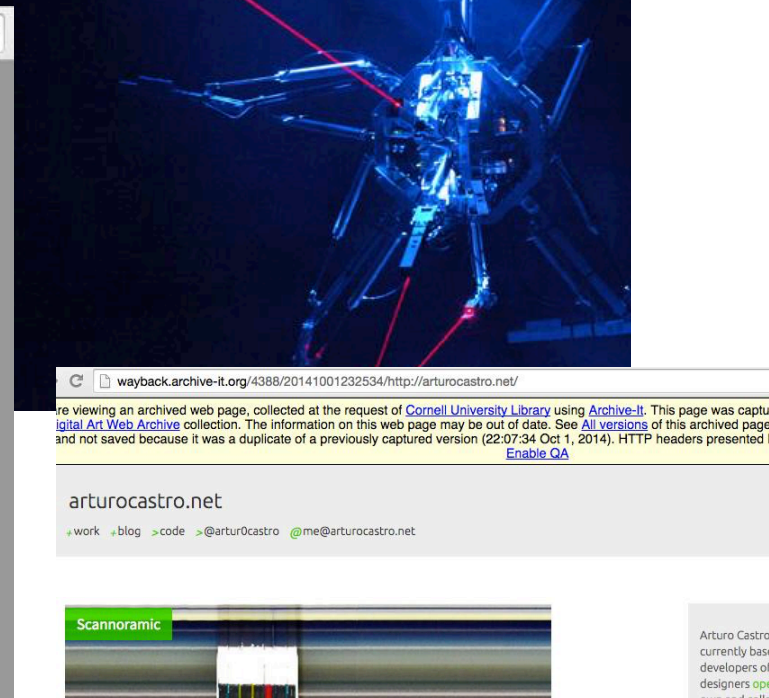 wayback.archive-it.org/4388/20141001232534/http://arturocastro.net/
re viewing an archived web page, collected at the request of Cornell University Library using Archive-It. This page was captu
igital Art Web Archive collection. The information on this web page may be out of date. See All versions of this archived page
and not saved because it was a duplicate of a previously captured version (22:07:34 Oct 1, 2014). HTTP headers presented
Enable QA
arturocastro.net
+work +blog >code >@artur0castro @me@arturocastro.net
Scannoramic
Arturo Castro
currently base
developers of
designers ope